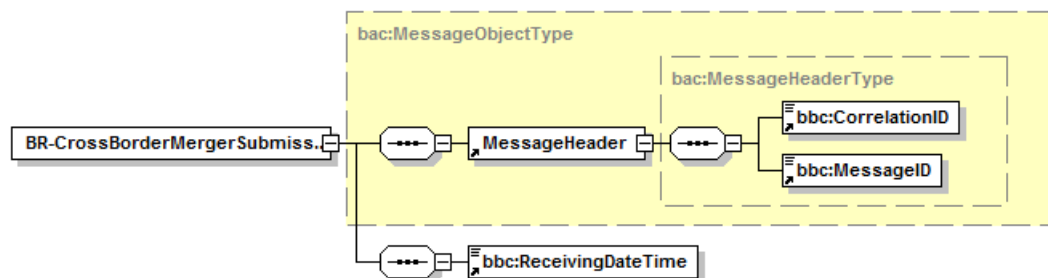 bac:MessageObjectType
bac:MessageHeaderType
bbc:CorrelationID
BR-CrossBorderMergerSubmiss..
MessageHeader
bbc:MessageID
bbc:ReceivingDateTime